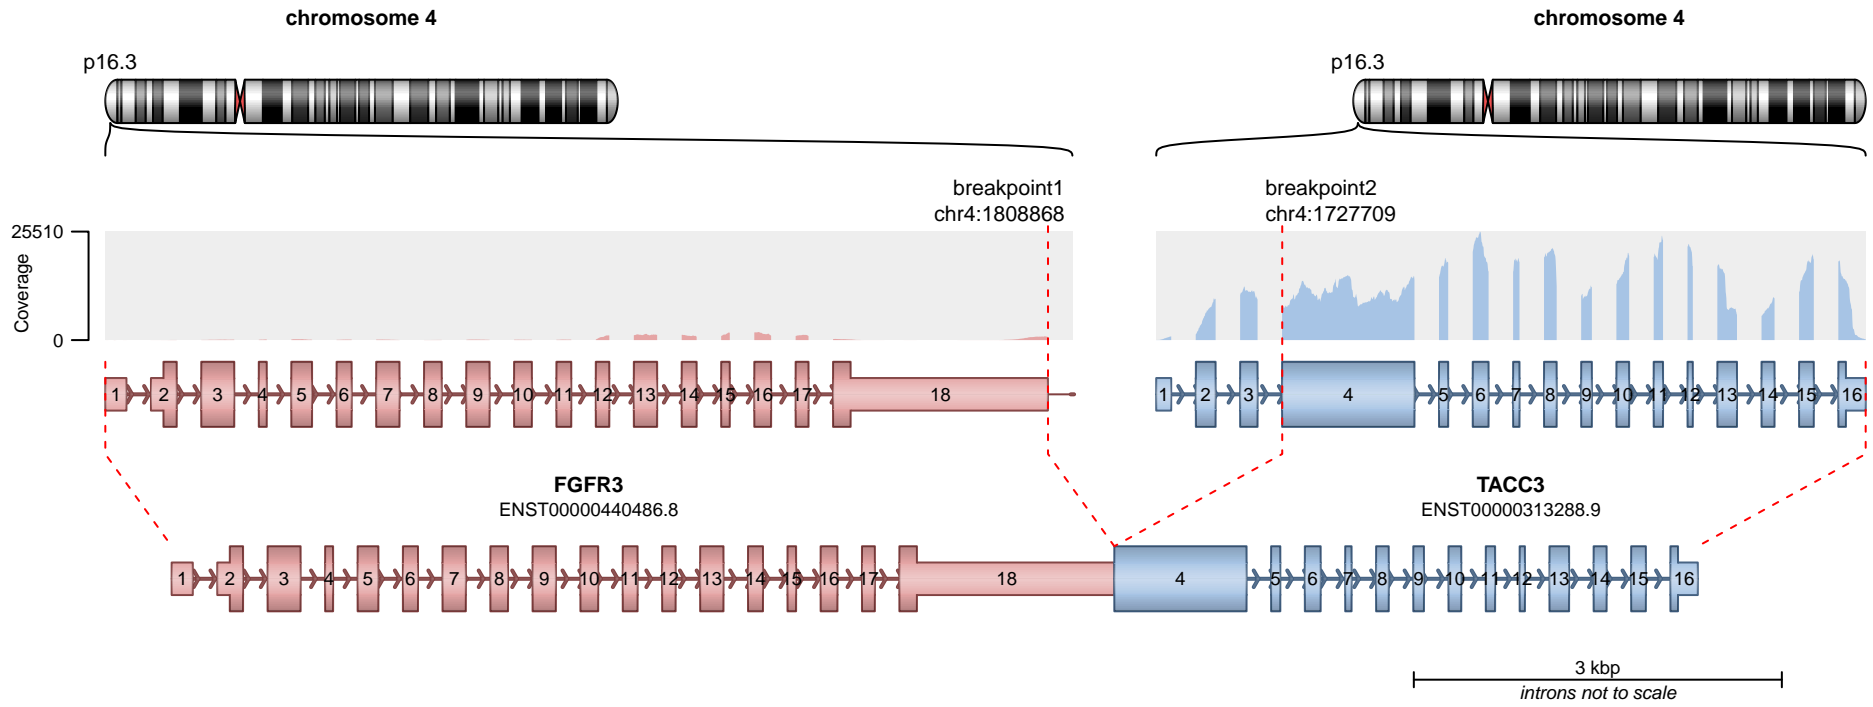 chromosome 4
chromosome 4
p16.3
p16.3
breakpoint1
chr4:1808868
breakpoint2
chr4:1727709
25510
Coverage
0
1 2 3 4 5 6 7 8 9 10 11 12 13 14 15 16 17 18
1 2 3 4 5 6 7 8 9 10 11 12 13 14 15 16
FGFR3
ENST00000440486.8
TACC3
ENST00000313288.9
1 2 3 4 5 6 7 8 9 10 11 12 13 14 15 16 17 18 4 5 6 7 8 9 10 11 12 13 14 15 16
3 kbp
introns not to scale